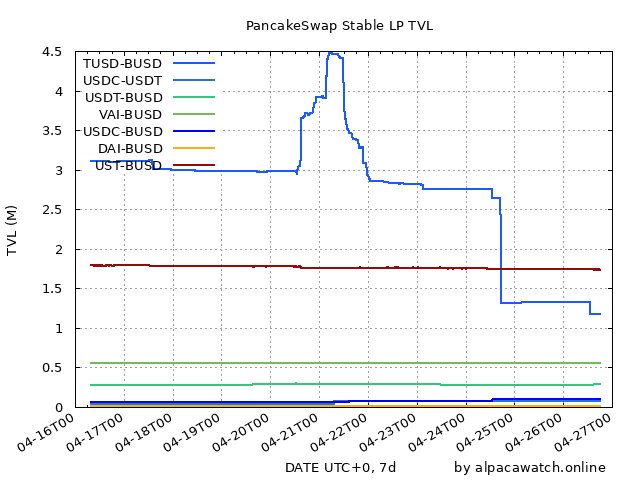 PancakeSwap Stable LP TVL
TUSD-BUSD
USDC-USDT
USDT-BUSD
VAI-BUSD
USDC-BUSD
DAI-BUSD
UST-BUSD
TVL (M)
4.5
4
3.5
3
2.5
2
1.5
1
0.5
0
04-16T00
04-17T00
04-18T00
04-19T00
04-20T00
04-21T00
04-22T00
04-23T00
04-24T00
04-25T00
04-26T00
04-27T00
DATE UTC+0, 7d
by alpacawatch.online